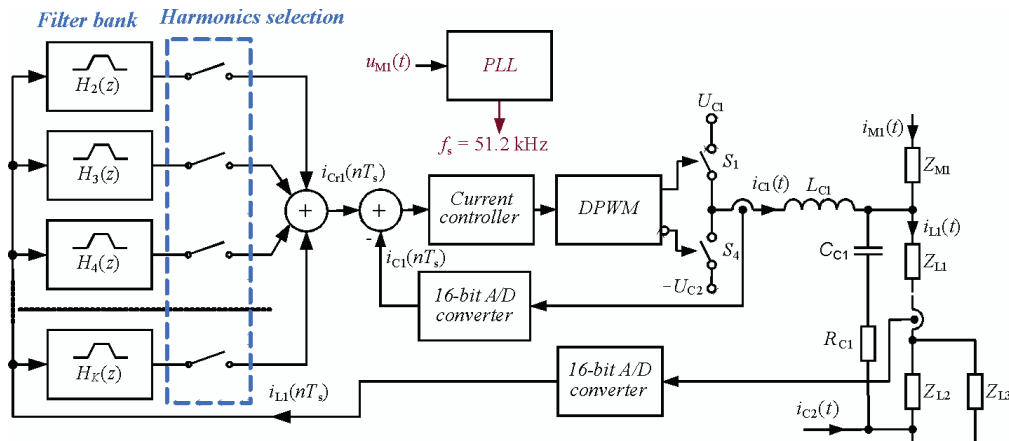 Filter bank
Harmonics selection
H2(z)
H3(z)
H4(z)
HK(z)
uM1(t)
PLL
fs = 51.2 kHz
iCr1(nTs)
+
+
-
iC1(nTs)
Current
controller
DPWM
16-bit A/D
converter
16-bit A/D
converter
iL1(nTs)
UC1
S1
S4
−UC2
iC1(t)
LC1
iM1(t)
ZM1
iL1(t)
CC1
ZL1
RC1
ZL2
ZL3
iC2(t)